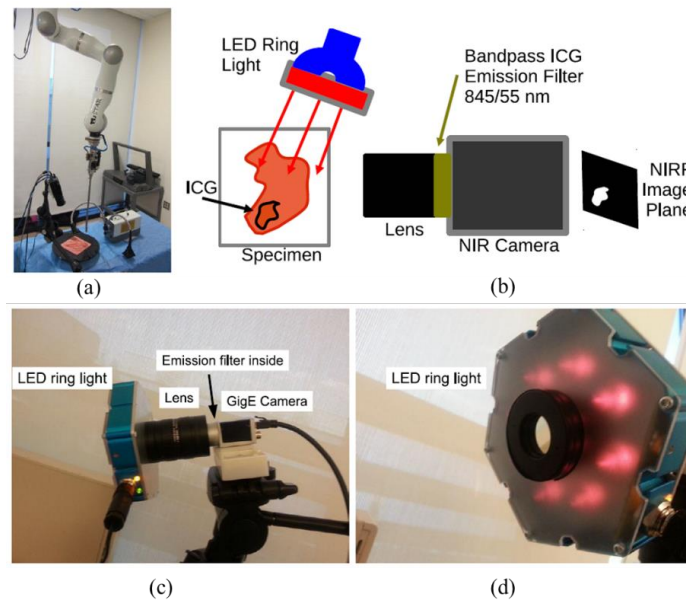 LED Ring
Light
Bandpass ICG
Emission Filter
845/55 nm
ICG
Specimen
Lens
NIR Camera
NIRF
Image
Plane
(a)
(b)
Emission filter inside
LED ring light
Lens
GigE Camera
LED ring light
(c)
(d)